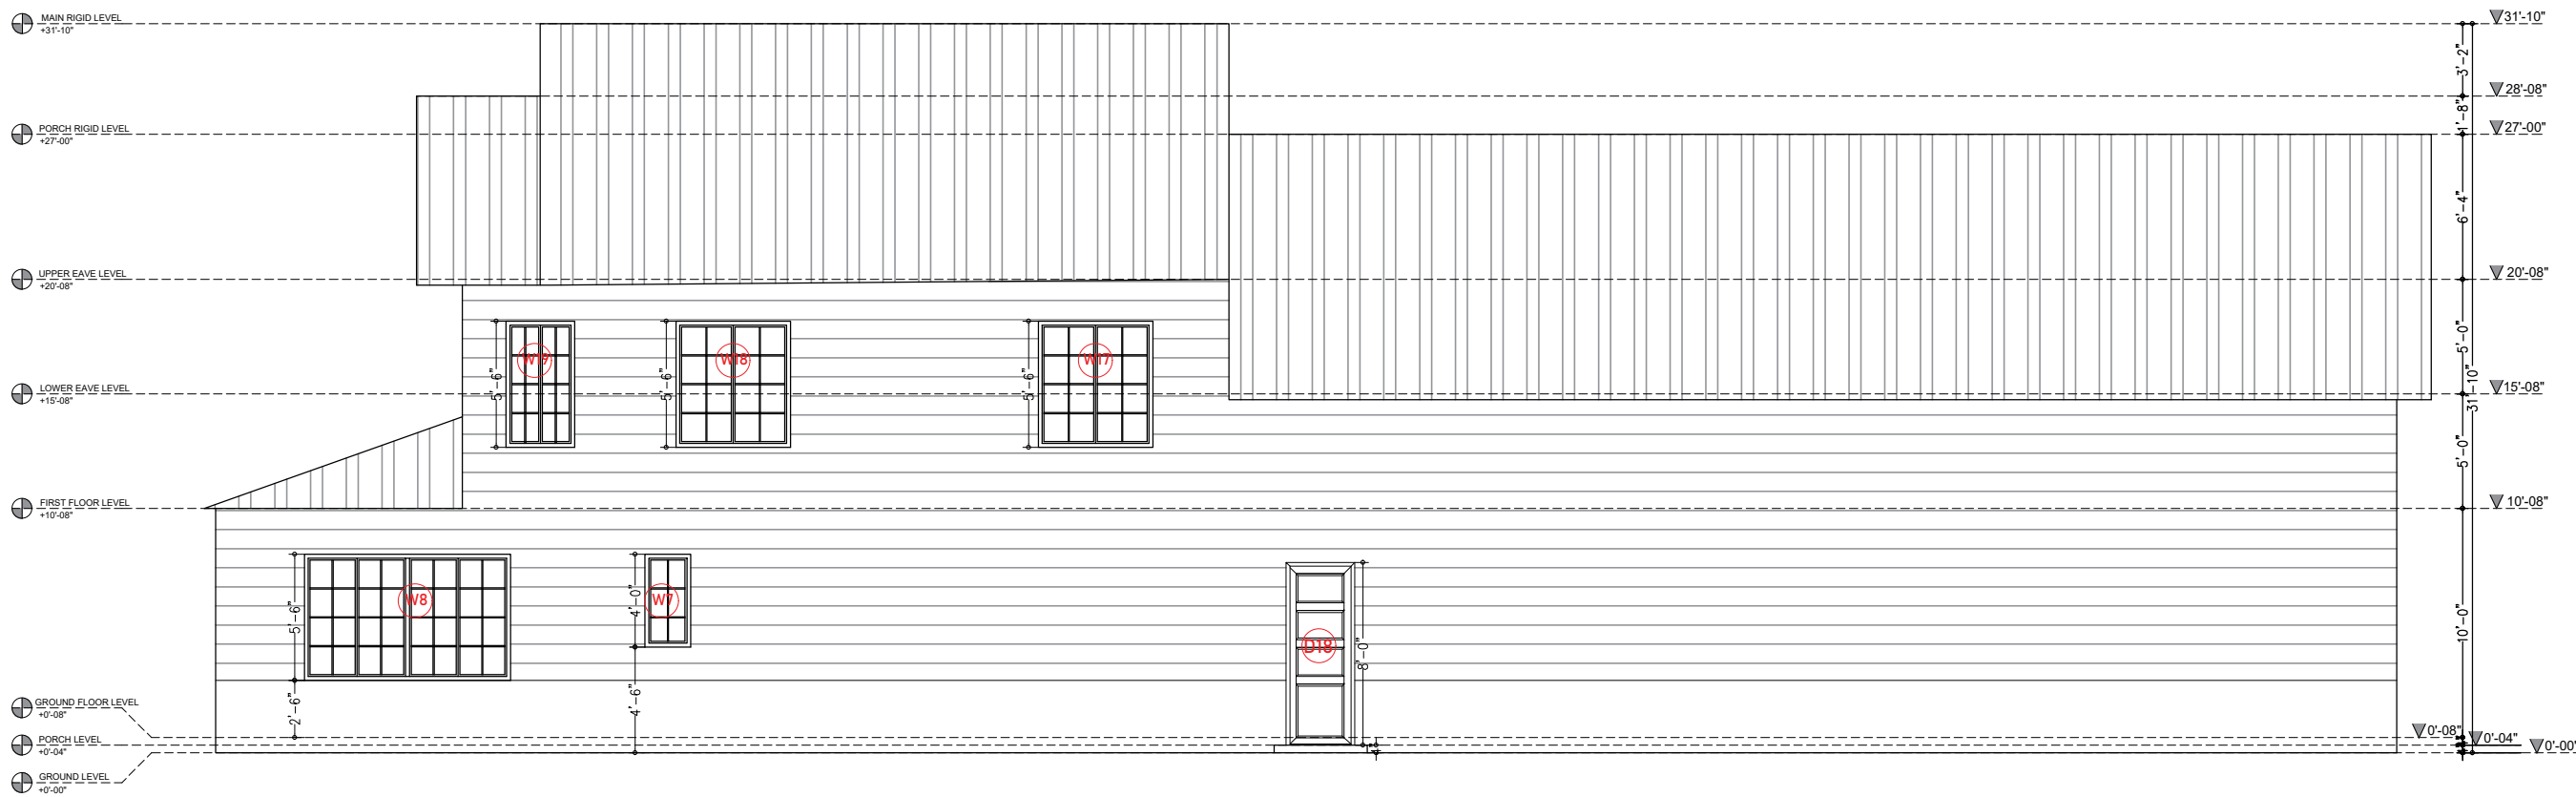 MAIN RIGID LEVEL
+31'-10"
PORCH RIGID LEVEL
+27'-00"
UPPER EAVE LEVEL
+20'-08"
LOWER EAVE LEVEL
+15'-08"
FIRST FLOOR LEVEL
+10'-08"
GROUND FLOOR LEVEL
+0'-08"
PORCH LEVEL
+0'-04"
GROUND LEVEL
+0'-00"
W19
5'-6"
W18
5'-6"
W17
5'-6"
W8
5'-6"
2'-6"
W7
4'-0"
4'-6"
D18
8'-0"
4"
3'-2"
1'-8"
6'-4"
5'-0"
31'-10"
5'-0"
10'-0"
31'-10"
28'-08"
27'-00"
20'-08"
15'-08"
10'-08"
0'-08"
0'-04"
0'-00"